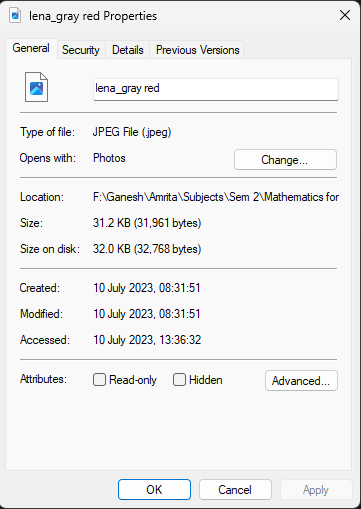 lena_gray red Properties
General Security Details Previous Versions
lena_gray red
Type of file: JPEG File (.jpeg)
Opens with: Photos Change...
Location: F:\Ganesh\Amrita\Subjects\Sem 2\Mathematics for
Size: 31.2 KB (31,961 bytes)
Size on disk: 32.0 KB (32,768 bytes)
Created: 10 July 2023, 08:31:51
Modified: 10 July 2023, 08:31:51
Accessed: 10 July 2023, 13:36:32
Attributes: Read-only Hidden Advanced...
OK Cancel Apply